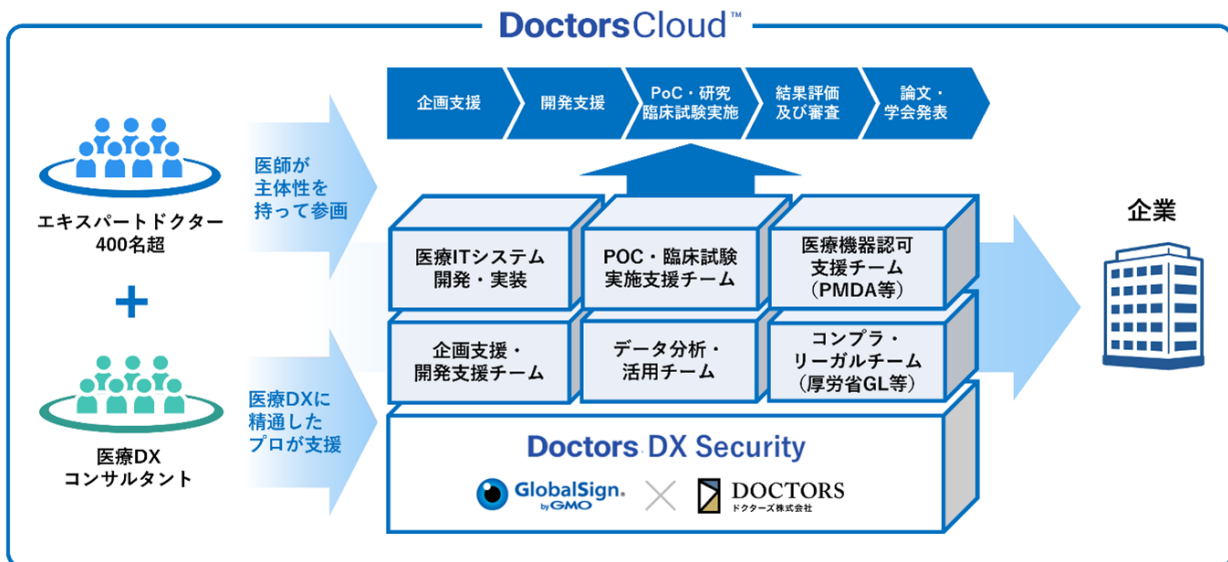 DoctorsCloud™
企画支援
開発支援
PoC・研究
臨床試験実施
結果評価
及び審査
論文・
学会発表
エキスパートドクター
400名超
+
医療DX
コンサルタント
医師が
主体性を
持って参画
医療DXに
精通した
プロが支援
医療ITシステム
開発・実装
POC・臨床試験
実施支援チーム
医療機器認可
支援チーム
（PMDA等）
企画支援・
開発支援チーム
データ分析・
活用チーム
コンプラ・
リーガルチーム
（厚労省GL等）
Doctors DX Security
GlobalSign®
by GMO
DOCTORS
ドクターズ株式会社
企業